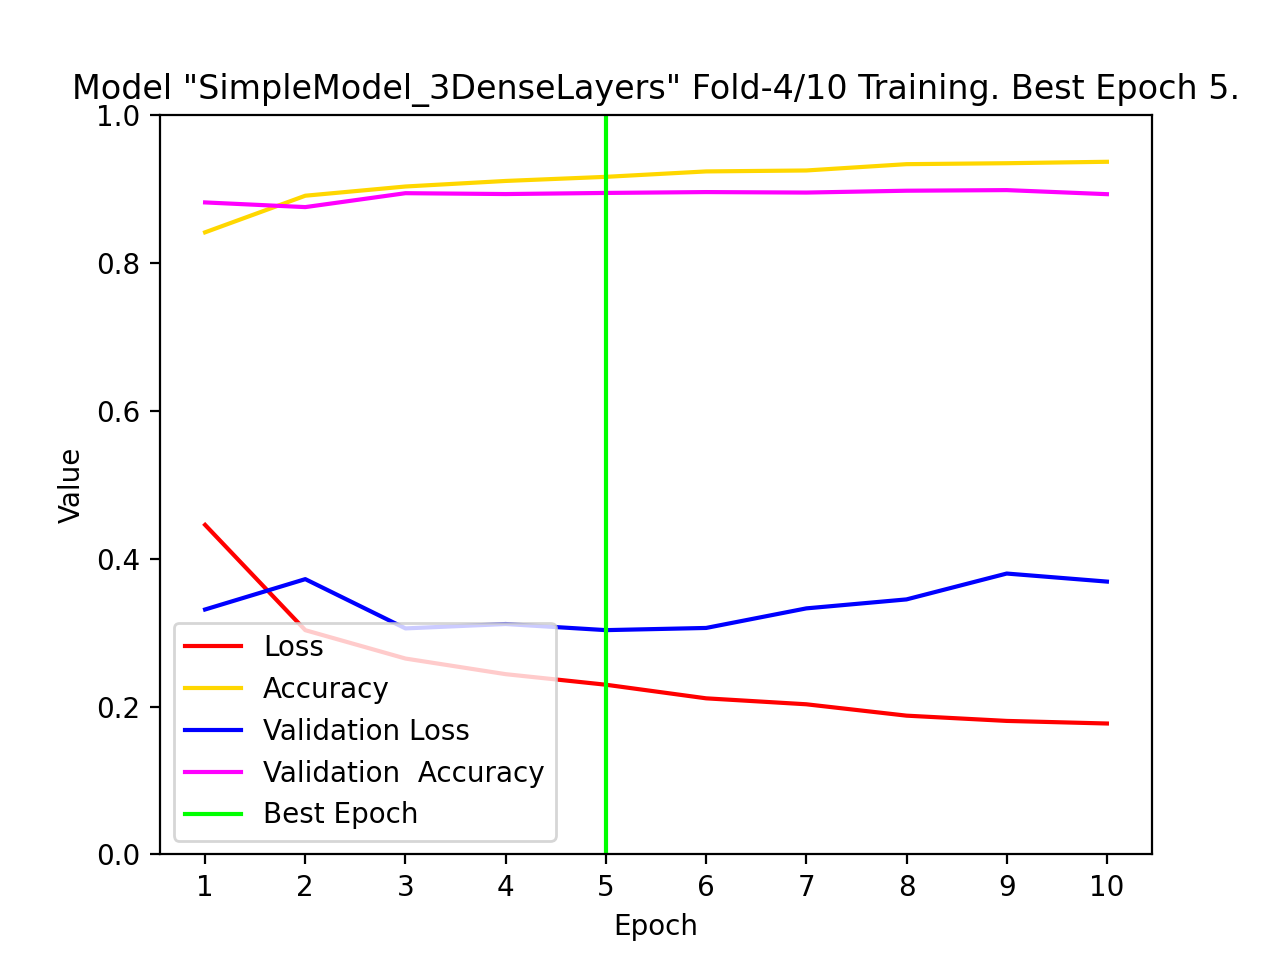 Model "SimpleModel_3DenseLayers" Fold-4/10 Training. Best Epoch 5.
1.0
0.8
0.6
0.4
0.2
0.0
Value
Loss
Accuracy
Validation Loss
Validation  Accuracy
Best Epoch
1 2 3 4 5 6 7 8 9 10
Epoch